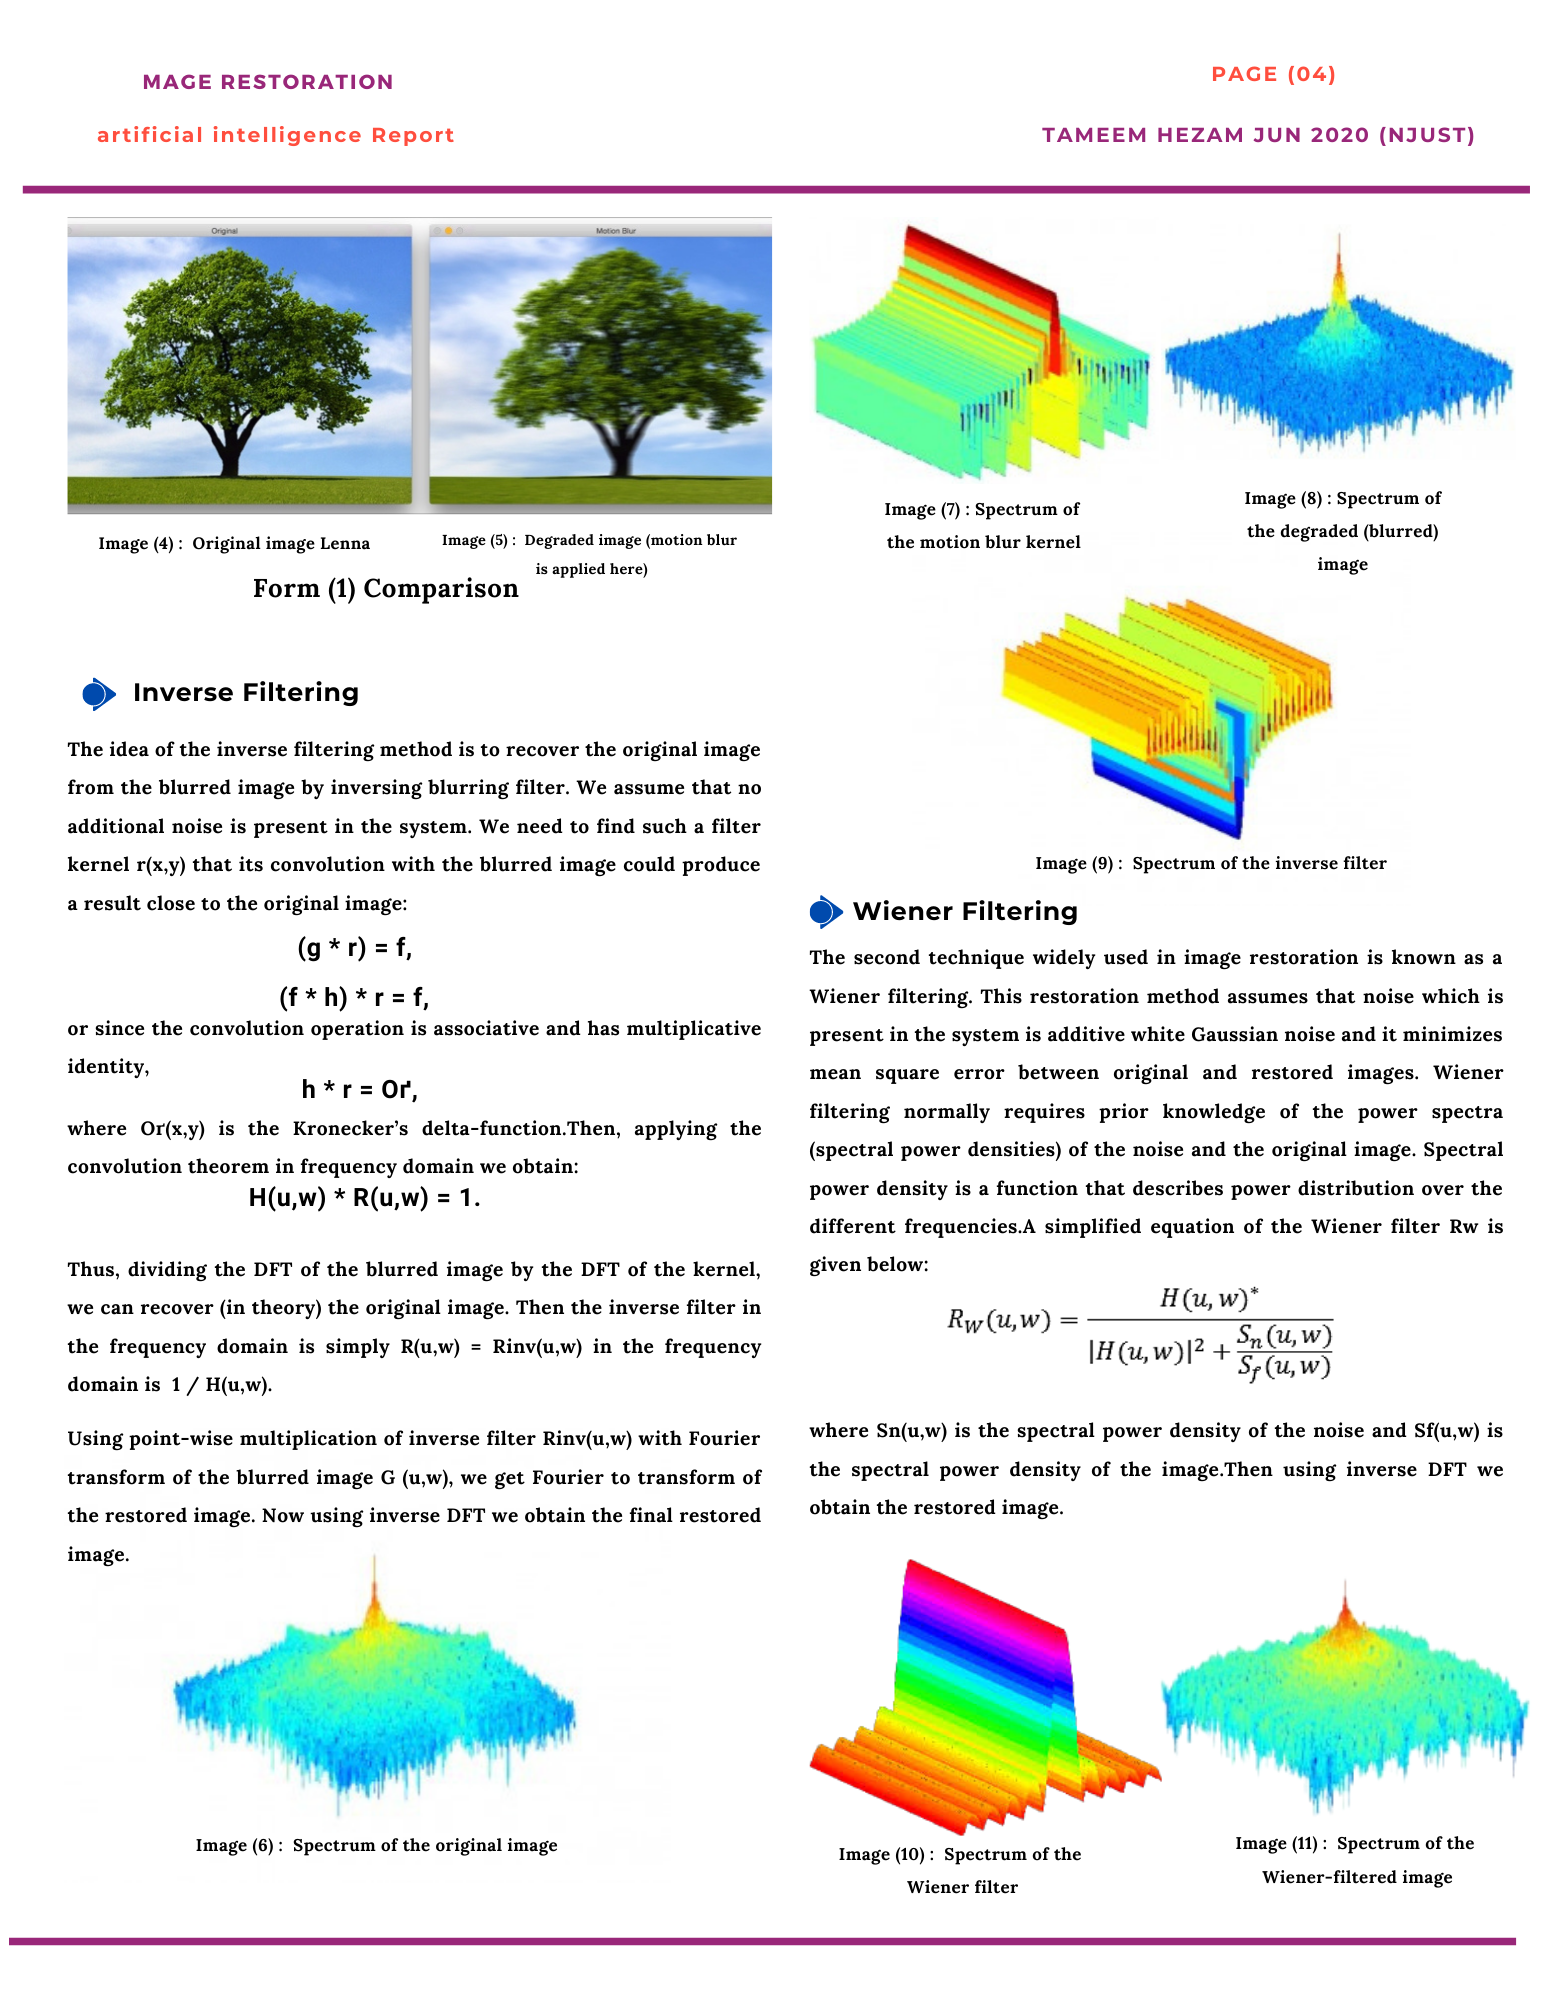 MAGE RESTORATION
artificial intelligence Report
PAGE (04)
TAMEEM HEZAM JUN 2020 (NJUST)
Original
Motion Blur
Image (4) : Original image Lenna
Image (5) : Degraded image (motion blur
is applied here)
Form (1) Comparison
Inverse Filtering
The idea of the inverse filtering method is to recover the original image
from the blurred image by inversing blurring filter. We assume that no
additional noise is present in the system. We need to find such a filter
kernel r(x,y) that its convolution with the blurred image could produce
a result close to the original image:
(g * r) = f,
(f * h) * r = f,
or since the convolution operation is associative and has multiplicative
identity,
h * r = Oґ,
where Oґ(x,y) is the Kronecker’s delta-function.Then, applying the
convolution theorem in frequency domain we obtain:
H(u,w) * R(u,w) = 1.
Thus, dividing the DFT of the blurred image by the DFT of the kernel,
we can recover (in theory) the original image. Then the inverse filter in
the frequency domain is simply R(u,w) = Rinv(u,w) in the frequency
domain is 1 / H(u,w).
Using point-wise multiplication of inverse filter Rinv(u,w) with Fourier
transform of the blurred image G (u,w), we get Fourier to transform of
the restored image. Now using inverse DFT we obtain the final restored
image.
Image (6) : Spectrum of the original image
Image (7) : Spectrum of
the motion blur kernel
Image (8) : Spectrum of
the degraded (blurred)
image
Image (9) : Spectrum of the inverse filter
Wiener Filtering
The second technique widely used in image restoration is known as a
Wiener filtering. This restoration method assumes that noise which is
present in the system is additive white Gaussian noise and it minimizes
mean square error between original and restored images. Wiener
filtering normally requires prior knowledge of the power spectra
(spectral power densities) of the noise and the original image. Spectral
power density is a function that describes power distribution over the
different frequencies.A simplified equation of the Wiener filter Rw is
given below:
R_W(u,w) = H(u,w)* / (|H(u,w)|² + S_n(u,w) / S_f(u,w))
where Sn(u,w) is the spectral power density of the noise and Sf(u,w) is
the spectral power density of the image.Then using inverse DFT we
obtain the restored image.
Image (10) : Spectrum of the
Wiener filter
Image (11) : Spectrum of the
Wiener-filtered image